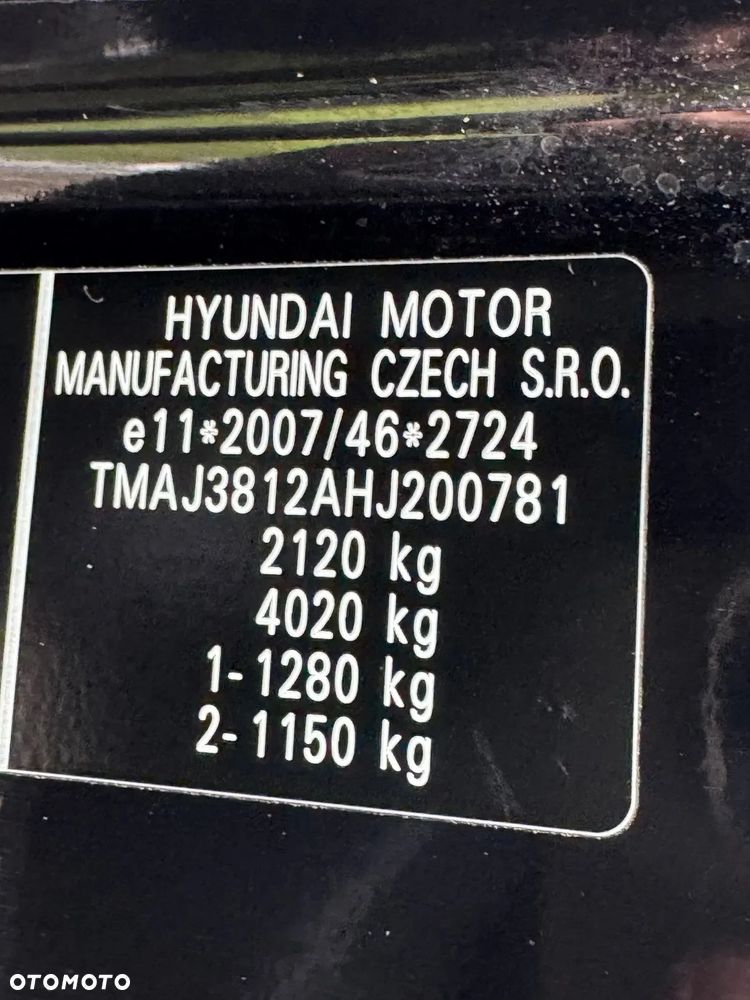 HYUNDAI MOTOR
MANUFACTURING CZECH S.R.O.
e11*2007/46*2724
TMAJ3812AHJ200781
2120 kg
4020 kg
1-1280 kg
2-1150 kg
OTOMOTO